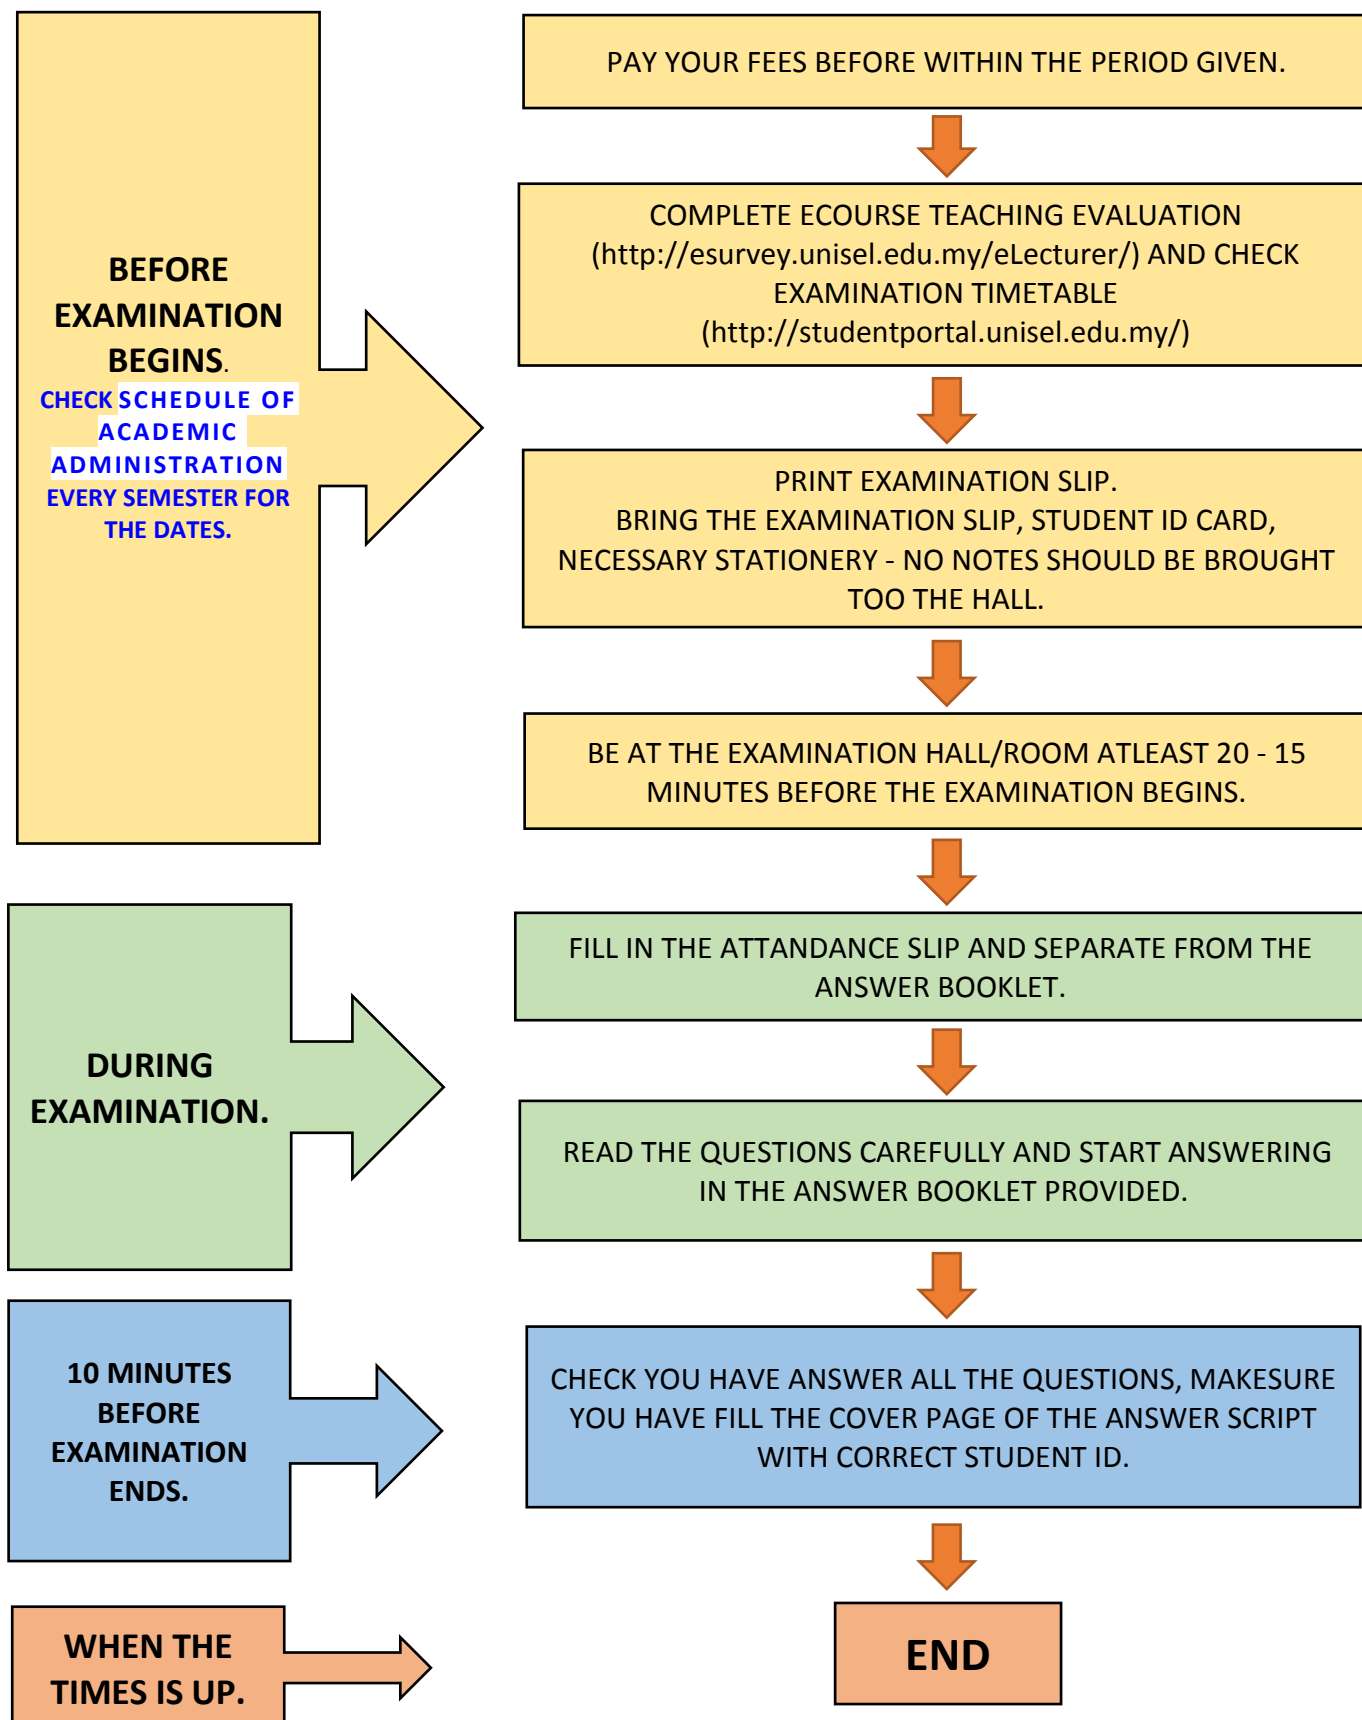 BEFORE
EXAMINATION
BEGINS.
CHECK SCHEDULE OF
ACADEMIC
ADMINISTRATION
EVERY SEMESTER FOR
THE DATES.
PAY YOUR FEES BEFORE WITHIN THE PERIOD GIVEN.
COMPLETE ECOURSE TEACHING EVALUATION
(http://esurvey.unisel.edu.my/eLecturer/) AND CHECK
EXAMINATION TIMETABLE
(http://studentportal.unisel.edu.my/)
PRINT EXAMINATION SLIP.
BRING THE EXAMINATION SLIP, STUDENT ID CARD,
NECESSARY STATIONERY - NO NOTES SHOULD BE BROUGHT
TOO THE HALL.
BE AT THE EXAMINATION HALL/ROOM ATLEAST 20 - 15
MINUTES BEFORE THE EXAMINATION BEGINS.
DURING
EXAMINATION.
FILL IN THE ATTANDANCE SLIP AND SEPARATE FROM THE
ANSWER BOOKLET.
READ THE QUESTIONS CAREFULLY AND START ANSWERING
IN THE ANSWER BOOKLET PROVIDED.
10 MINUTES
BEFORE
EXAMINATION
ENDS.
CHECK YOU HAVE ANSWER ALL THE QUESTIONS, MAKESURE
YOU HAVE FILL THE COVER PAGE OF THE ANSWER SCRIPT
WITH CORRECT STUDENT ID.
WHEN THE
TIMES IS UP.
END